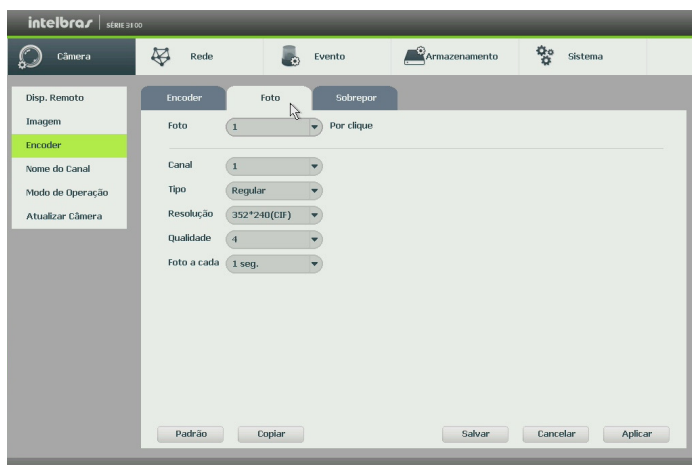 intelbras SÉRIE 3100
Câmera Rede Evento Armazenamento Sistema
Disp. Remoto
Imagem
Encoder
Nome do Canal
Modo de Operação
Atualizar Câmera
Encoder Foto Sobrepor
Foto 1 Por clique
Canal 1
Tipo Regular
Resolução 352*240(CIF)
Qualidade 4
Foto a cada 1 seg.
Padrão Copiar Salvar Cancelar Aplicar